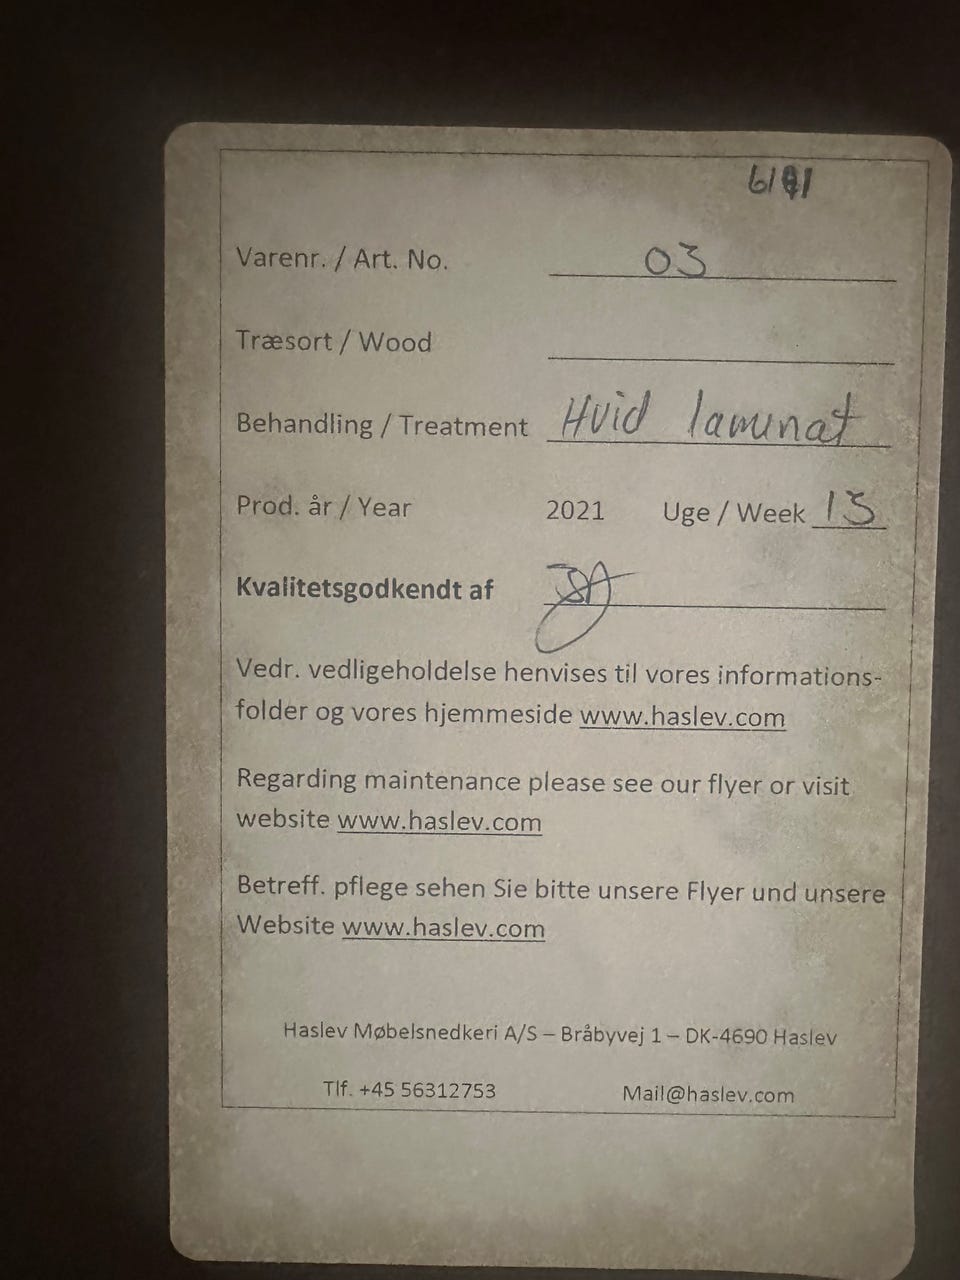 Varenr. / Art. No. 03
Træsort / Wood
Behandling / Treatment Hvid laminat
Prod. år / Year 2021 Uge / Week
Kvalitetsgodkendt af
Vedr. vedligeholdelse henvises til vores informations-
folder og vores hjemmeside www.haslev.com
Regarding maintenance please see our flyer or visit
website www.haslev.com
Betreff. pflege sehen Sie bitte unsere Flyer und unsere
Website www.haslev.com
Haslev Møbelsnedkeri A/S – Bråbyvej 1 – DK-4690 Haslev
Tlf. +45 56312753 Mail@haslev.com